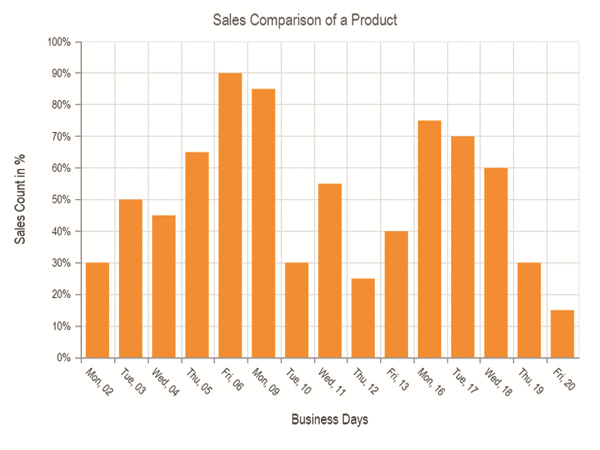 Sales Comparison of a Product
Sales Count in %
100%
90%
80%
70%
60%
50%
40%
30%
20%
10%
0%
Mon, 02
Tue, 03
Wed, 04
Thu, 05
Fri, 06
Mon, 09
Tue, 10
Wed, 11
Thu, 12
Fri, 13
Mon, 16
Tue, 17
Wed, 18
Thu, 19
Fri, 20
Business Days